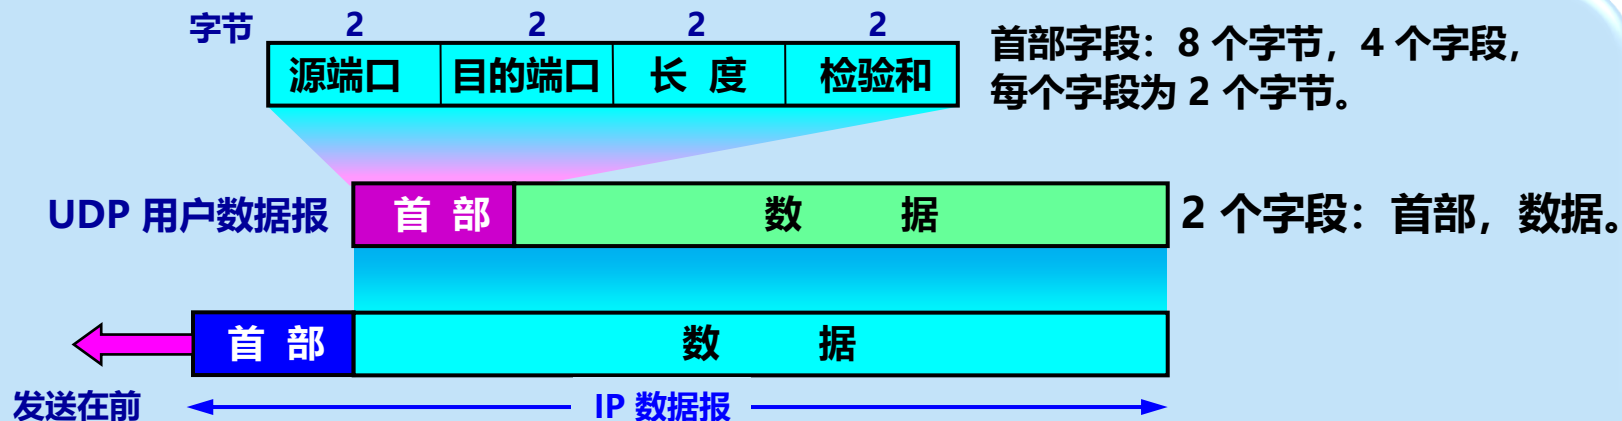 字节 2 2 2 2
源端口 目的端口 长 度 检验和
首部字段：8 个字节，4 个字段，
每个字段为 2 个字节。
UDP 用户数据报 首 部 数 据 2 个字段：首部，数据。
首 部 数 据
发送在前 IP 数据报